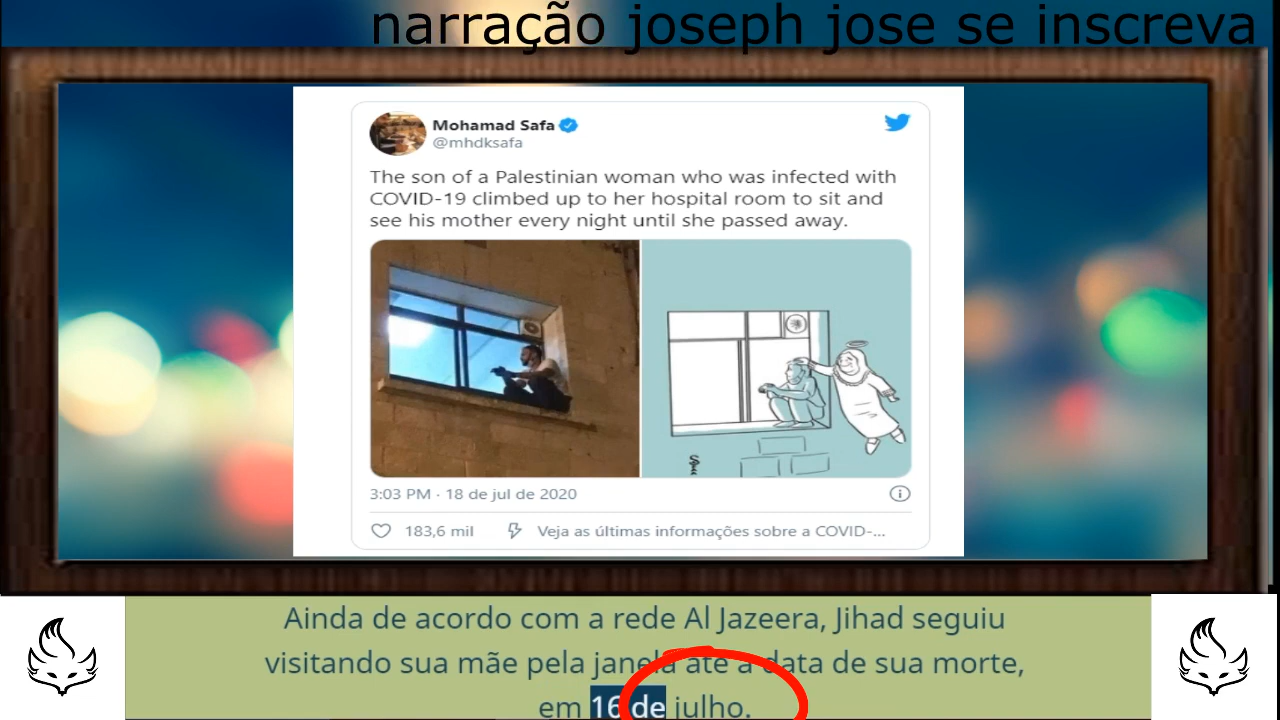 narração joseph jose se inscreva
Mohamad Safa
@mhdksafa
The son of a Palestinian woman who was infected with
COVID-19 climbed up to her hospital room to sit and
see his mother every night until she passed away.
3:03 PM · 18 de jul de 2020
183,6 mil
Veja as últimas informações sobre a COVID-...
Ainda de acordo com a rede Al Jazeera, Jihad seguiu
visitando sua mãe pela janela até a data de sua morte,
em 16 de julho.